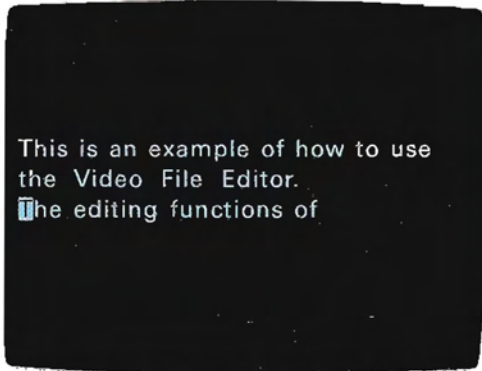 This is an example of how to use
the Video File Editor.
The editing functions of